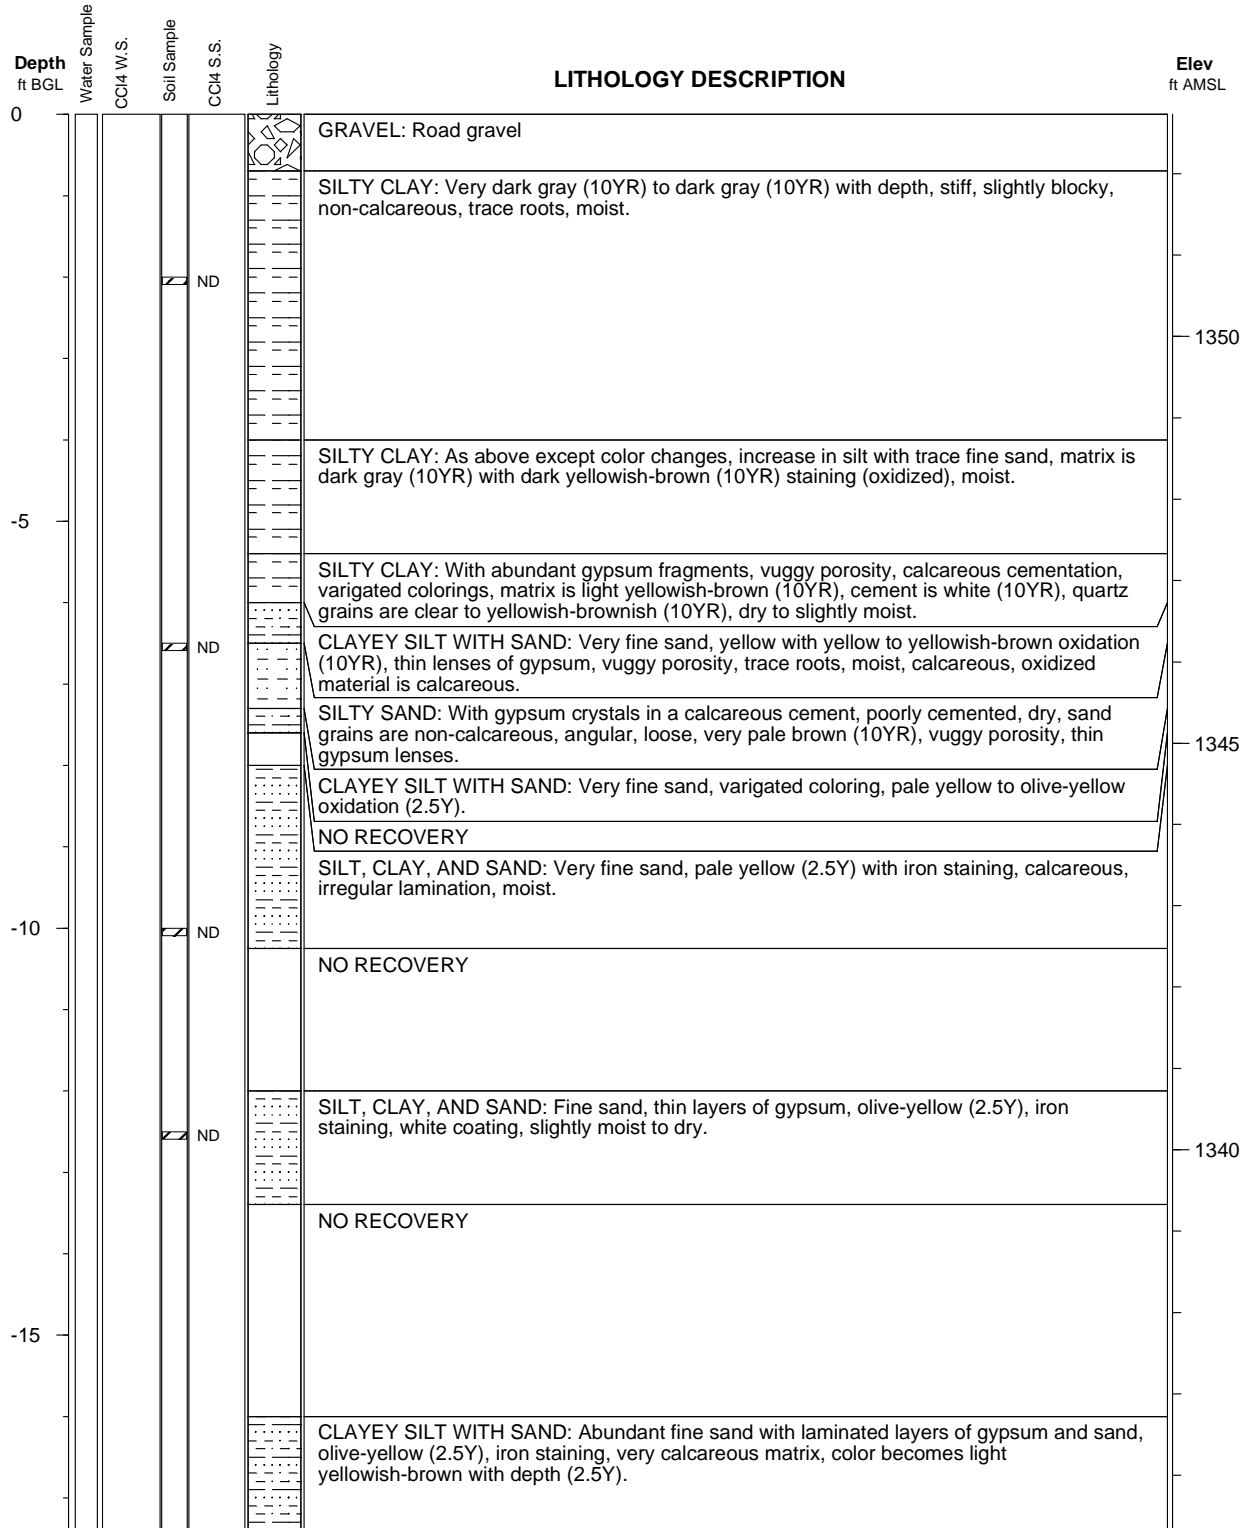 Depth
ft BGL
Water Sample
CCl4 W.S.
Soil Sample
CCl4 S.S.
Lithology
LITHOLOGY DESCRIPTION
Elev
ft AMSL
0
GRAVEL: Road gravel
SILTY CLAY: Very dark gray (10YR) to dark gray (10YR) with depth, stiff, slightly blocky,
non-calcareous, trace roots, moist.
ND
1350
SILTY CLAY: As above except color changes, increase in silt with trace fine sand, matrix is
dark gray (10YR) with dark yellowish-brown (10YR) staining (oxidized), moist.
-5
SILTY CLAY: With abundant gypsum fragments, vuggy porosity, calcareous cementation,
varigated colorings, matrix is light yellowish-brown (10YR), cement is white (10YR), quartz
grains are clear to yellowish-brownish (10YR), dry to slightly moist.
ND
CLAYEY SILT WITH SAND: Very fine sand, yellow with yellow to yellowish-brown oxidation
(10YR), thin lenses of gypsum, vuggy porosity, trace roots, moist, calcareous, oxidized
material is calcareous.
SILTY SAND: With gypsum crystals in a calcareous cement, poorly cemented, dry, sand
grains are non-calcareous, angular, loose, very pale brown (10YR), vuggy porosity, thin
gypsum lenses.
1345
CLAYEY SILT WITH SAND: Very fine sand, varigated coloring, pale yellow to olive-yellow
oxidation (2.5Y).
NO RECOVERY
SILT, CLAY, AND SAND: Very fine sand, pale yellow (2.5Y) with iron staining, calcareous,
irregular lamination, moist.
-10
ND
NO RECOVERY
SILT, CLAY, AND SAND: Fine sand, thin layers of gypsum, olive-yellow (2.5Y), iron
staining, white coating, slightly moist to dry.
ND
1340
NO RECOVERY
-15
CLAYEY SILT WITH SAND: Abundant fine sand with laminated layers of gypsum and sand,
olive-yellow (2.5Y), iron staining, very calcareous matrix, color becomes light
yellowish-brown with depth (2.5Y).